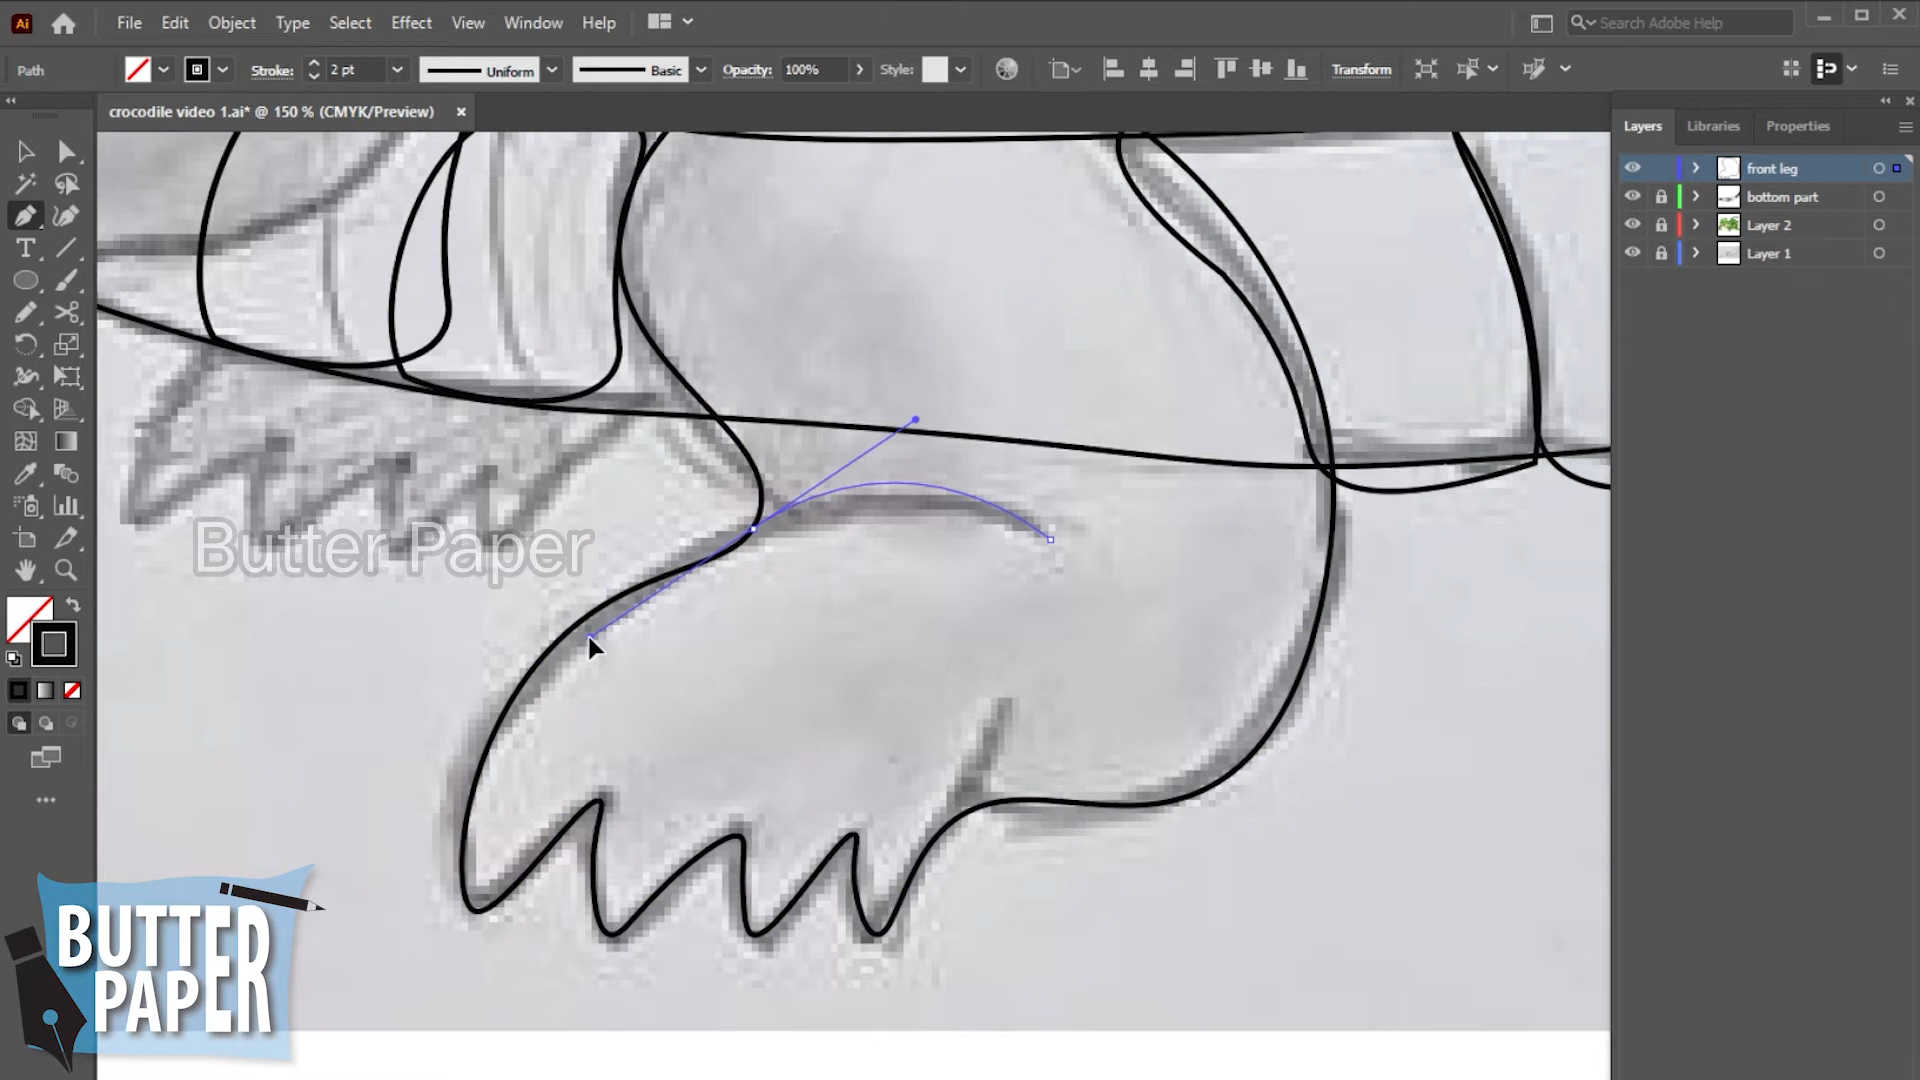 Ai File Edit Object Type Select Effect View Window Help Search Adobe Help
Path Stroke: 2 pt Uniform Basic Opacity: 100% Style: Transform
crocodile video 1.ai* @ 150 % (CMYK/Preview) ×
Layers Libraries Properties
front leg
bottom part
Layer 2
Layer 1
T
Butter Paper
BUTTER
PAPER